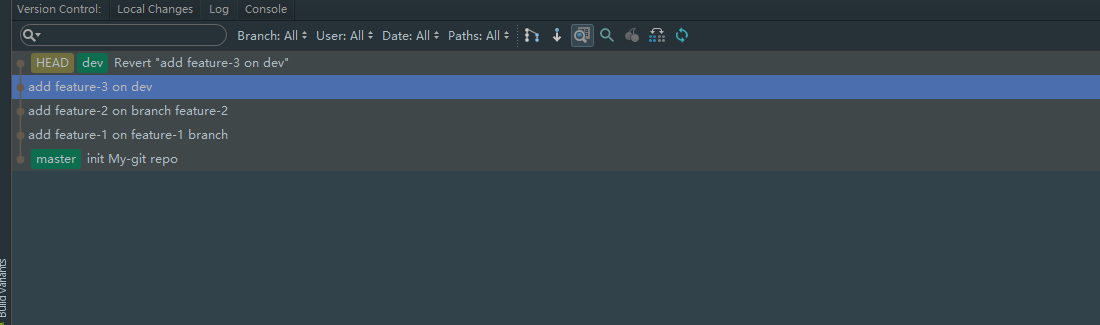 Version Control: Local Changes Log Console
Branch: All User: All Date: All Paths: All
HEAD dev Revert "add feature-3 on dev"
add feature-3 on dev
add feature-2 on branch feature-2
add feature-1 on feature-1 branch
master init My-git repo
Build Variants